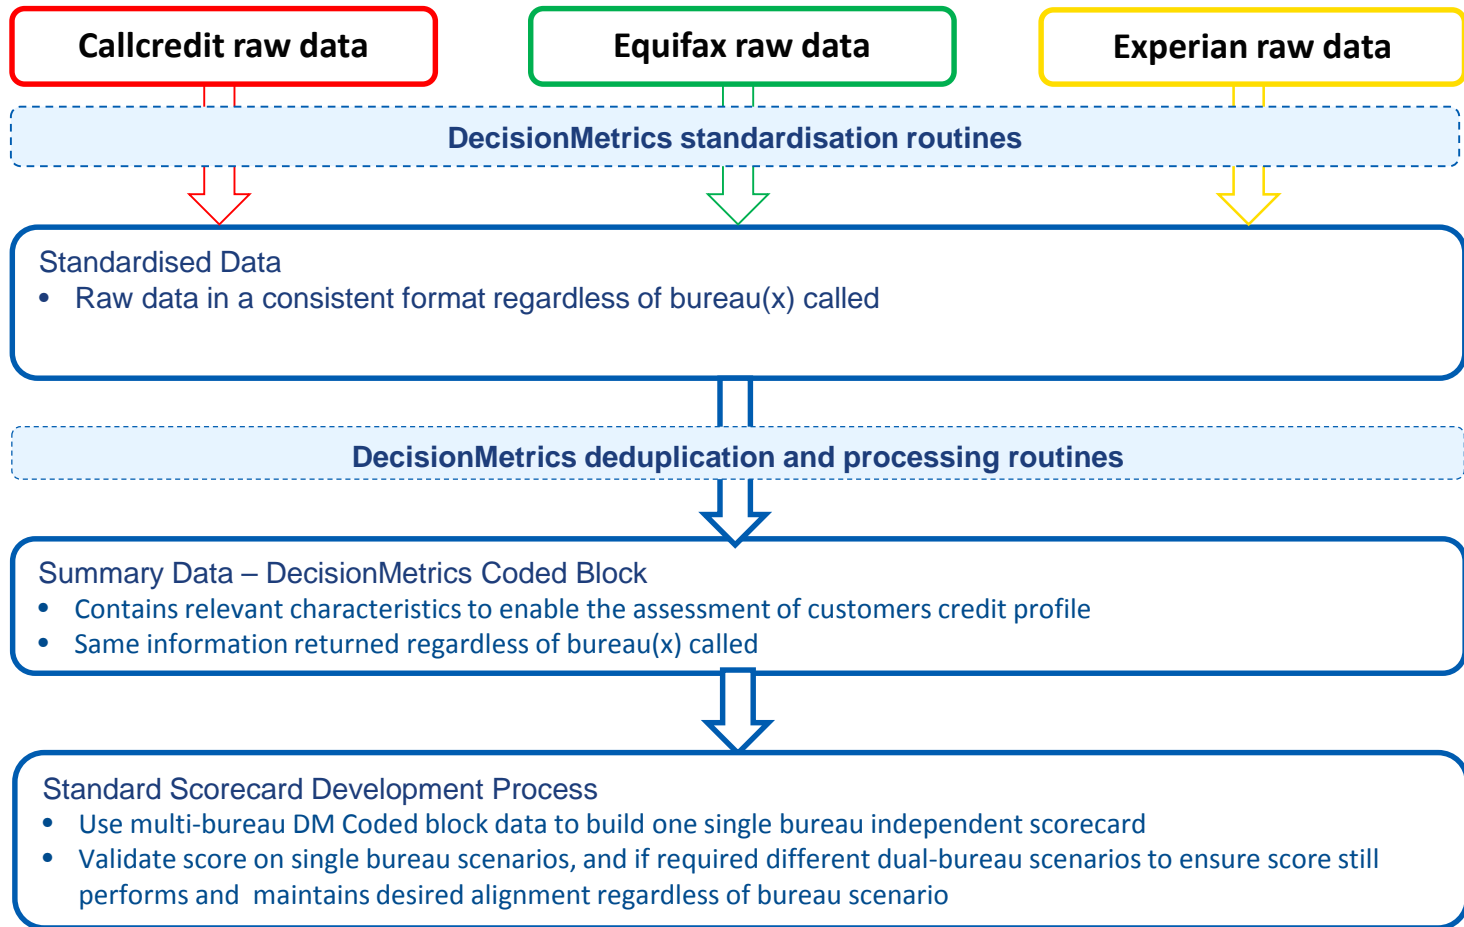 Callcredit raw data
Equifax raw data
Experian raw data
DecisionMetrics standardisation routines
Standardised Data
• Raw data in a consistent format regardless of bureau(x) called
DecisionMetrics deduplication and processing routines
Summary Data – DecisionMetrics Coded Block
• Contains relevant characteristics to enable the assessment of customers credit profile
• Same information returned regardless of bureau(x) called
Standard Scorecard Development Process
• Use multi-bureau DM Coded block data to build one single bureau independent scorecard
• Validate score on single bureau scenarios, and if required different dual-bureau scenarios to ensure score still
performs and  maintains desired alignment regardless of bureau scenario